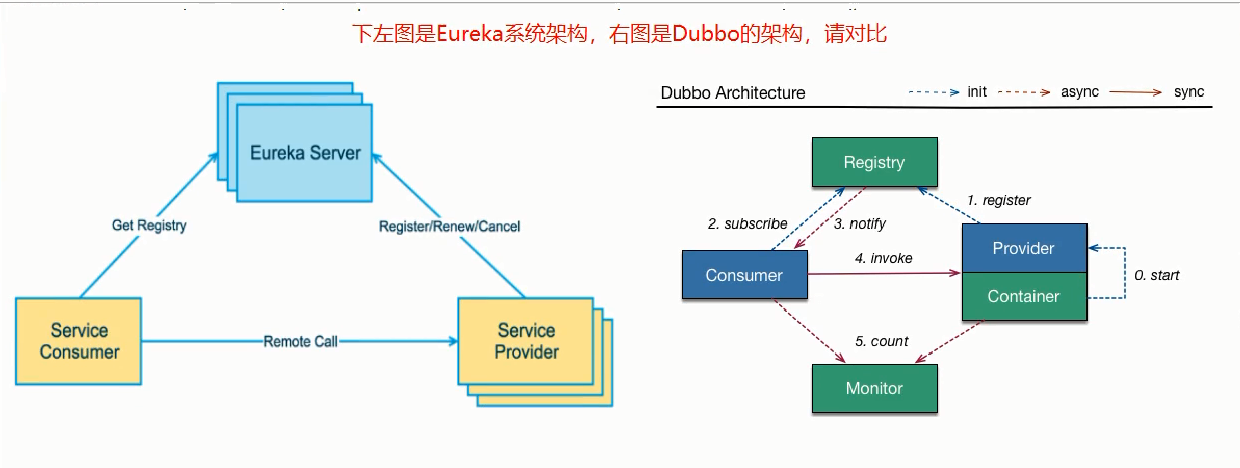 下左图是Eureka系统架构，右图是Dubbo的架构，请对比
Eureka Server
Get Registry
Register/Renew/Cancel
Service
Consumer
Remote Call
Service
Provider
Dubbo Architecture
init
async
sync
Registry
1. register
2. subscribe
3. notify
Provider
Consumer
4. invoke
Container
0. start
5. count
Monitor